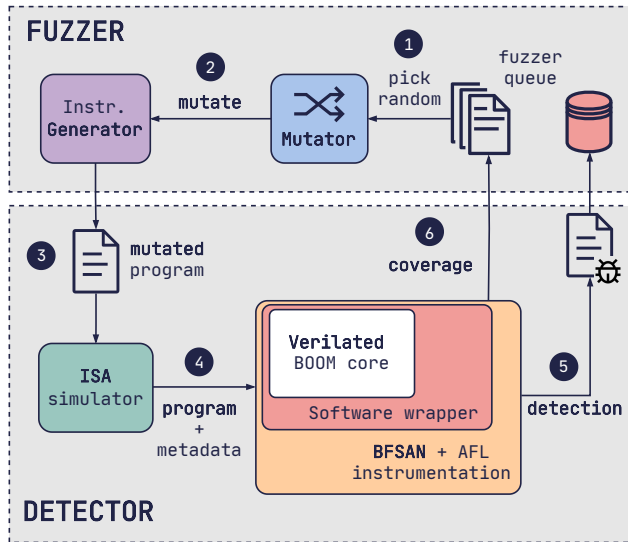 FUZZER
1
2
fuzzer
queue
pick
random
mutate
Instr.
Generator
Mutator
3
mutated
program
6
coverage
Verilated
BOOM core
ISA
simulator
4
5
program
+
metadata
Software wrapper
detection
BFSAN + AFL
instrumentation
DETECTOR